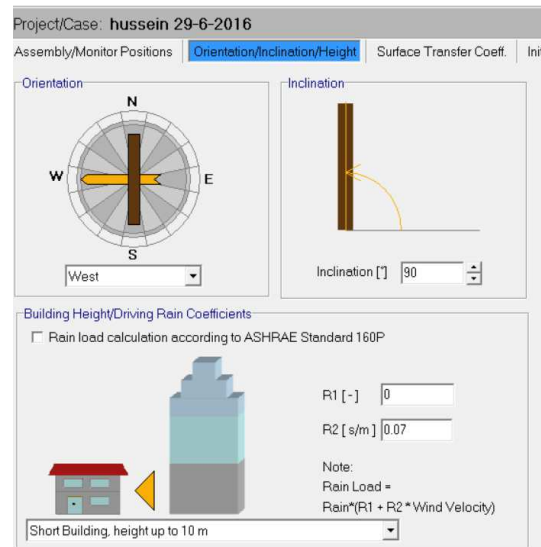 Project/Case: hussein 29-6-2016
Assembly/Monitor Positions Orientation/Inclination/Height Surface Transfer Coeff. Ini
Orientation
N
W
E
S
West
Inclination
Inclination [°] 90
Building Height/Driving Rain Coefficients
Rain load calculation according to ASHRAE Standard 160P
R1 [-] 0
R2 [ s/m ] 0.07
Note:
Rain Load =
Rain*(R1 + R2 * Wind Velocity)
Short Building, height up to 10 m